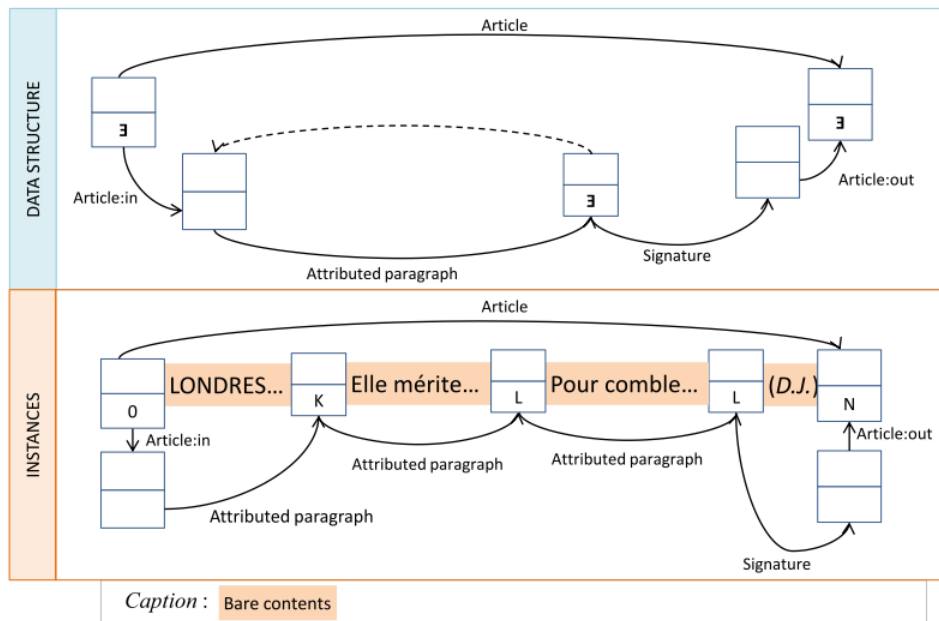 DATA STRUCTURE
Article
∃
∃
Article:in
Article:out
∃
Signature
Attributed paragraph
INSTANCES
Article
LONDRES... Elle mérite... Pour comble... (D.J.)
0 K L L N
Article:in
Article:out
Attributed paragraph
Attributed paragraph
Attributed paragraph
Signature
Caption : Bare contents